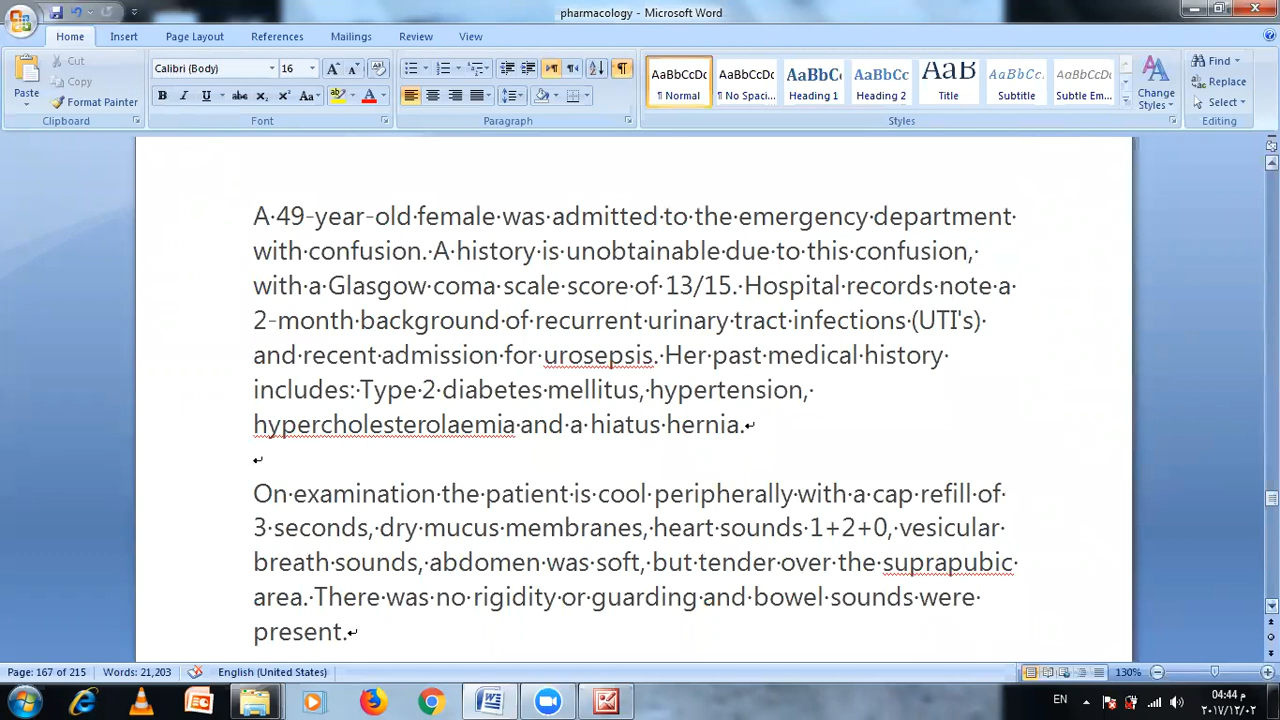 pharmacology - Microsoft Word
Home Insert Page Layout References Mailings Review View
Paste Cut Copy Format Painter Clipboard
Calibri (Body) 16 Font
Paragraph
AaBbCcDc ¶ Normal AaBbCcDc ¶ No Spaci... AaBbC Heading 1 AaBbCc Heading 2 AaB Title AaBbCc Subtitle AaBbCcDc Subtle Em... Change Styles Styles
Find Replace Select Editing
A 49-year-old female was admitted to the emergency department
with confusion. A history is unobtainable due to this confusion,
with a Glasgow coma scale score of 13/15. Hospital records note a
2-month background of recurrent urinary tract infections (UTI's)
and recent admission for urosepsis. Her past medical history
includes: Type 2 diabetes mellitus, hypertension,
hypercholesterolaemia and a hiatus hernia.
On examination the patient is cool peripherally with a cap refill of
3 seconds, dry mucus membranes, heart sounds 1+2+0, vesicular
breath sounds, abdomen was soft, but tender over the suprapubic
area. There was no rigidity or guarding and bowel sounds were
present.
Page: 167 of 215 Words: 21,203 English (United States) 130%
EN 04:44 م
٢٠١٧/١٢/٠٢